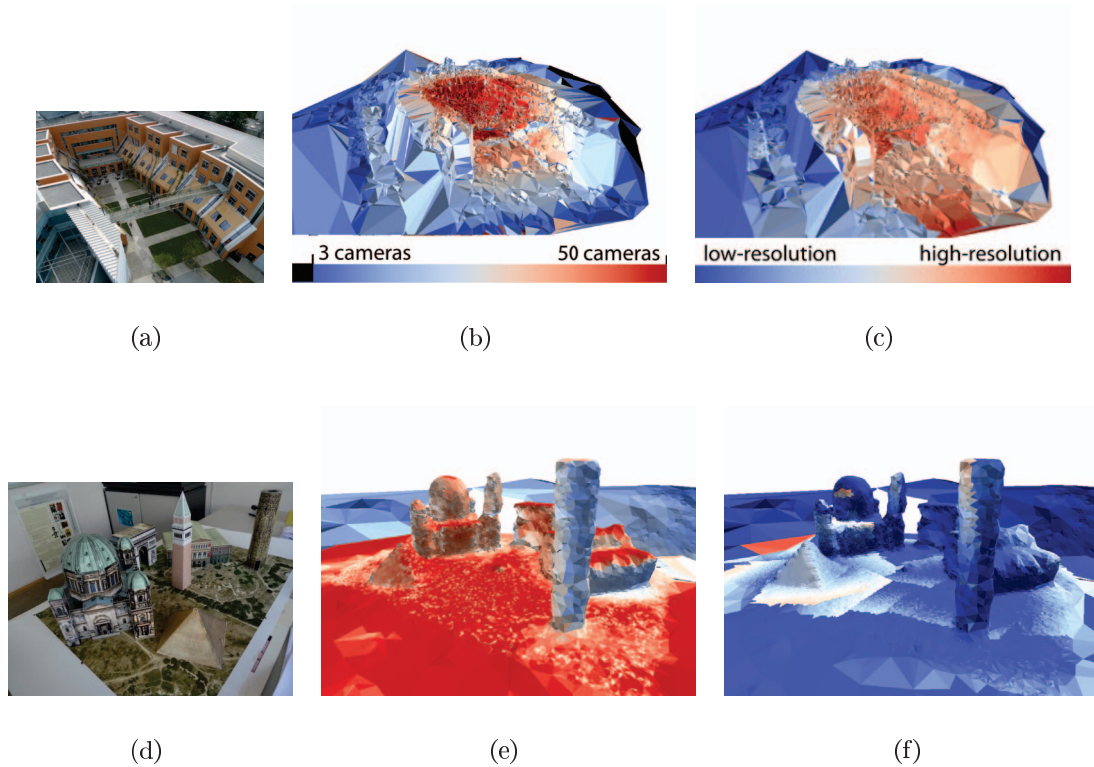 3 cameras 50 cameras
low-resolution high-resolution
(a) (b) (c)
(d) (e) (f)